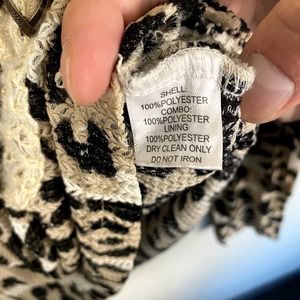 SHELL:
100%POLYESTER
COMBO:
100%POLYESTER
LINING
100%POLYESTER
DRY CLEAN ONLY
DO NOT IRON